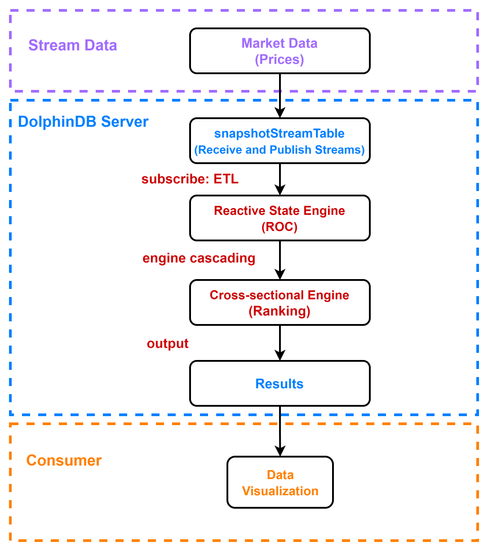 Stream Data
Market Data
(Prices)
DolphinDB Server
snapshotStreamTable
(Receive and Publish Streams)
subscribe: ETL
Reactive State Engine
(ROC)
engine cascading
Cross-sectional Engine
(Ranking)
output
Results
Consumer
Data
Visualization